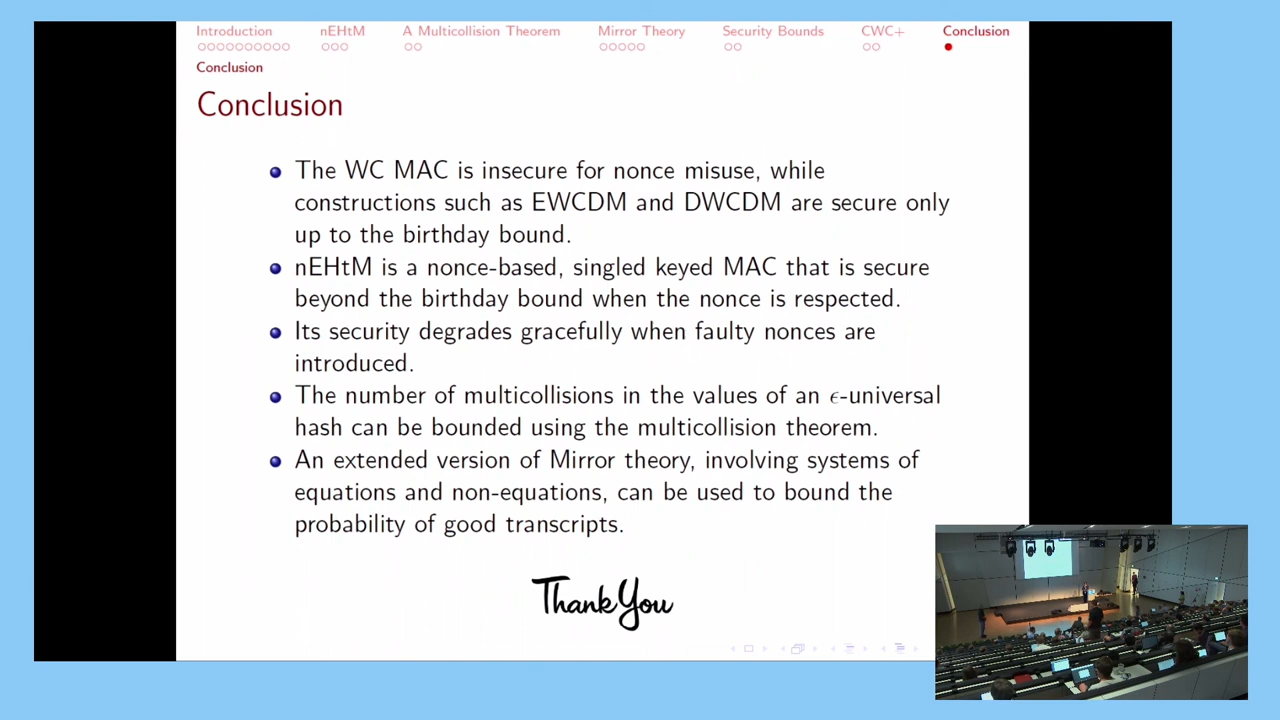 Introduction nEHtM A Multicollision Theorem Mirror Theory Security Bounds CWC+ Conclusion
Conclusion
Conclusion
The WC MAC is insecure for nonce misuse, while
constructions such as EWCDM and DWCDM are secure only
up to the birthday bound.
nEHtM is a nonce-based, singled keyed MAC that is secure
beyond the birthday bound when the nonce is respected.
Its security degrades gracefully when faulty nonces are
introduced.
The number of multicollisions in the values of an ϵ-universal
hash can be bounded using the multicollision theorem.
An extended version of Mirror theory, involving systems of
equations and non-equations, can be used to bound the
probability of good transcripts.
Thank You